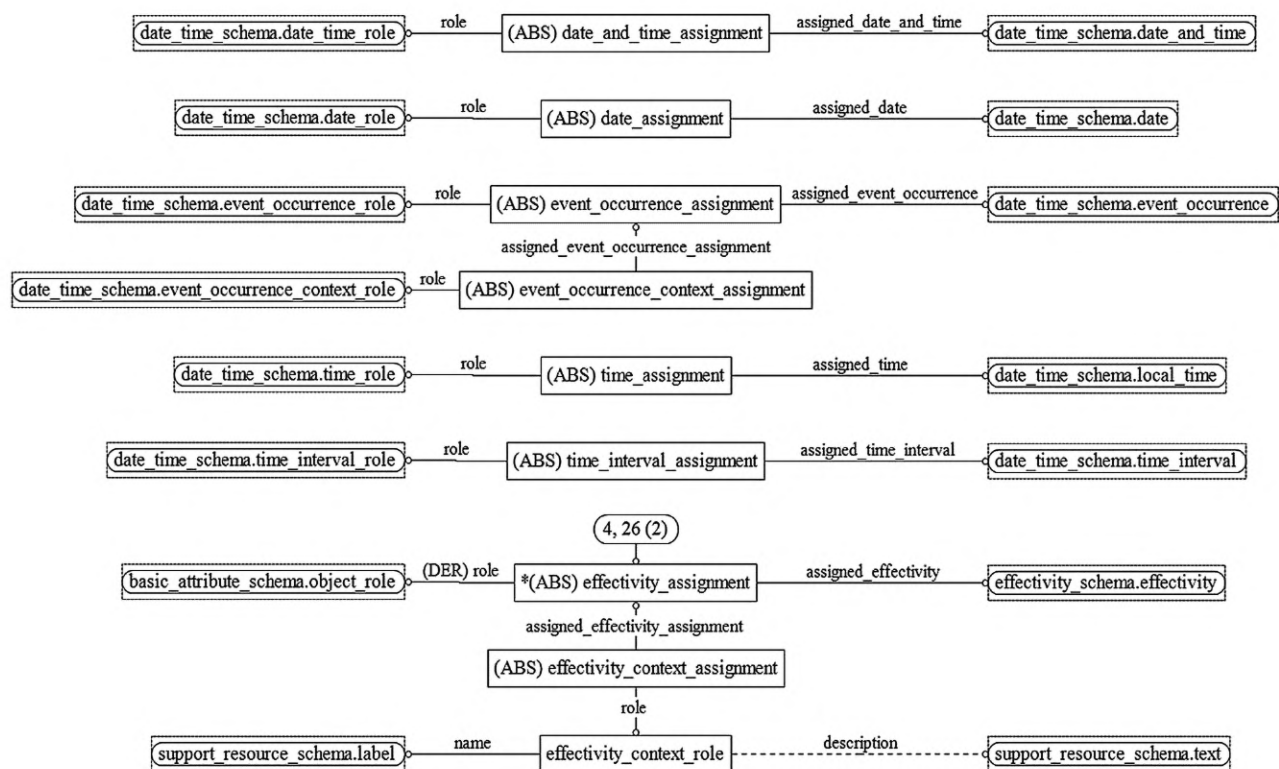 date_time_schema.date_time_role role (ABS) date_and_time_assignment assigned_date_and_time date_time_schema.date_and_time
date_time_schema.date_role role (ABS) date_assignment assigned_date date_time_schema.date
date_time_schema.event_occurrence_role role (ABS) event_occurrence_assignment assigned_event_occurrence date_time_schema.event_occurrence
assigned_event_occurrence_assignment
date_time_schema.event_occurrence_context_role role (ABS) event_occurrence_context_assignment
date_time_schema.time_role role (ABS) time_assignment assigned_time date_time_schema.local_time
date_time_schema.time_interval_role role (ABS) time_interval_assignment assigned_time_interval date_time_schema.time_interval
4, 26 (2)
basic_attribute_schema.object_role (DER) role *(ABS) effectivity_assignment assigned_effectivity effectivity_schema.effectivity
assigned_effectivity_assignment
(ABS) effectivity_context_assignment
role
support_resource_schema.label name effectivity_context_role description support_resource_schema.text